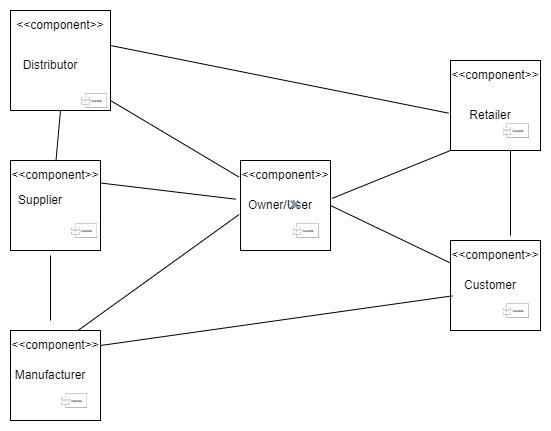 <<component>>
Distributor
<<component>>
Retailer
<<component>>
Supplier
<<component>>
Owner/User
<<component>>
Customer
<<component>>
Manufacturer